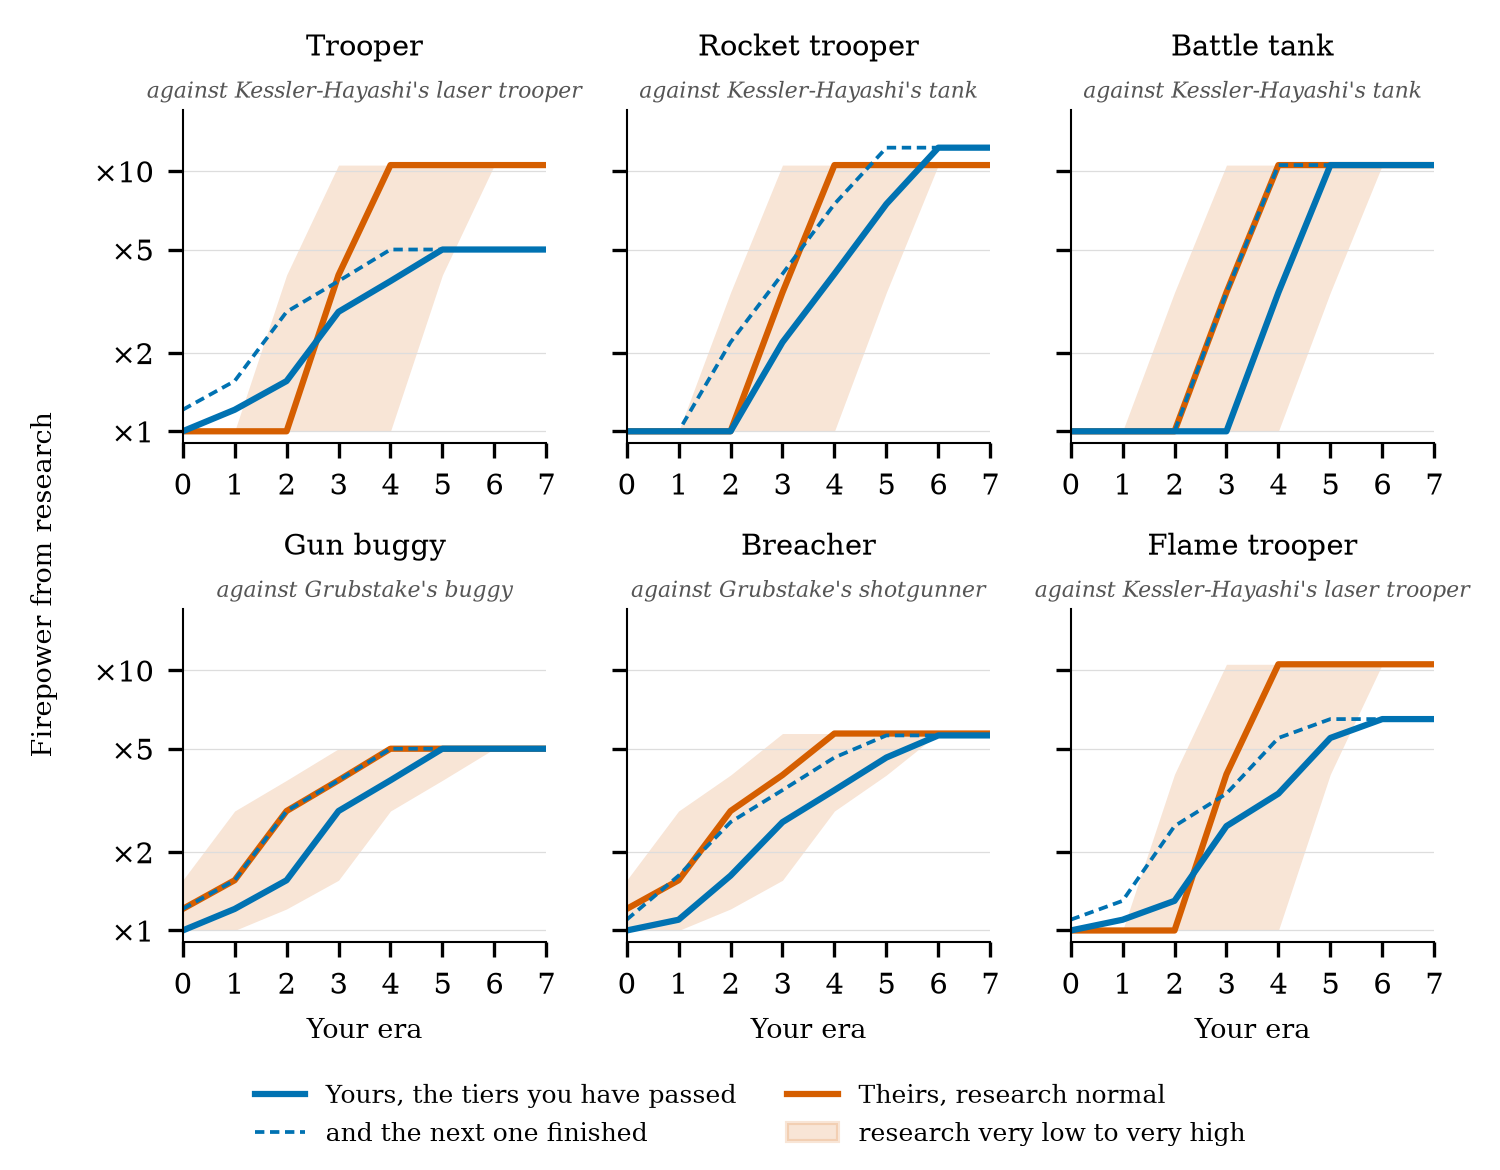 Trooper
against Kessler-Hayashi's laser trooper
Rocket trooper
against Kessler-Hayashi's tank
Battle tank
against Kessler-Hayashi's tank
×10
×5
×2
×1
0 1 2 3 4 5 6 7
0 1 2 3 4 5 6 7
0 1 2 3 4 5 6 7
Firepower from research
Gun buggy
against Grubstake's buggy
Breacher
against Grubstake's shotgunner
Flame trooper
against Kessler-Hayashi's laser trooper
×10
×5
×2
×1
0 1 2 3 4 5 6 7
0 1 2 3 4 5 6 7
0 1 2 3 4 5 6 7
Your era
Your era
Your era
Yours, the tiers you have passed
and the next one finished
Theirs, research normal
research very low to very high